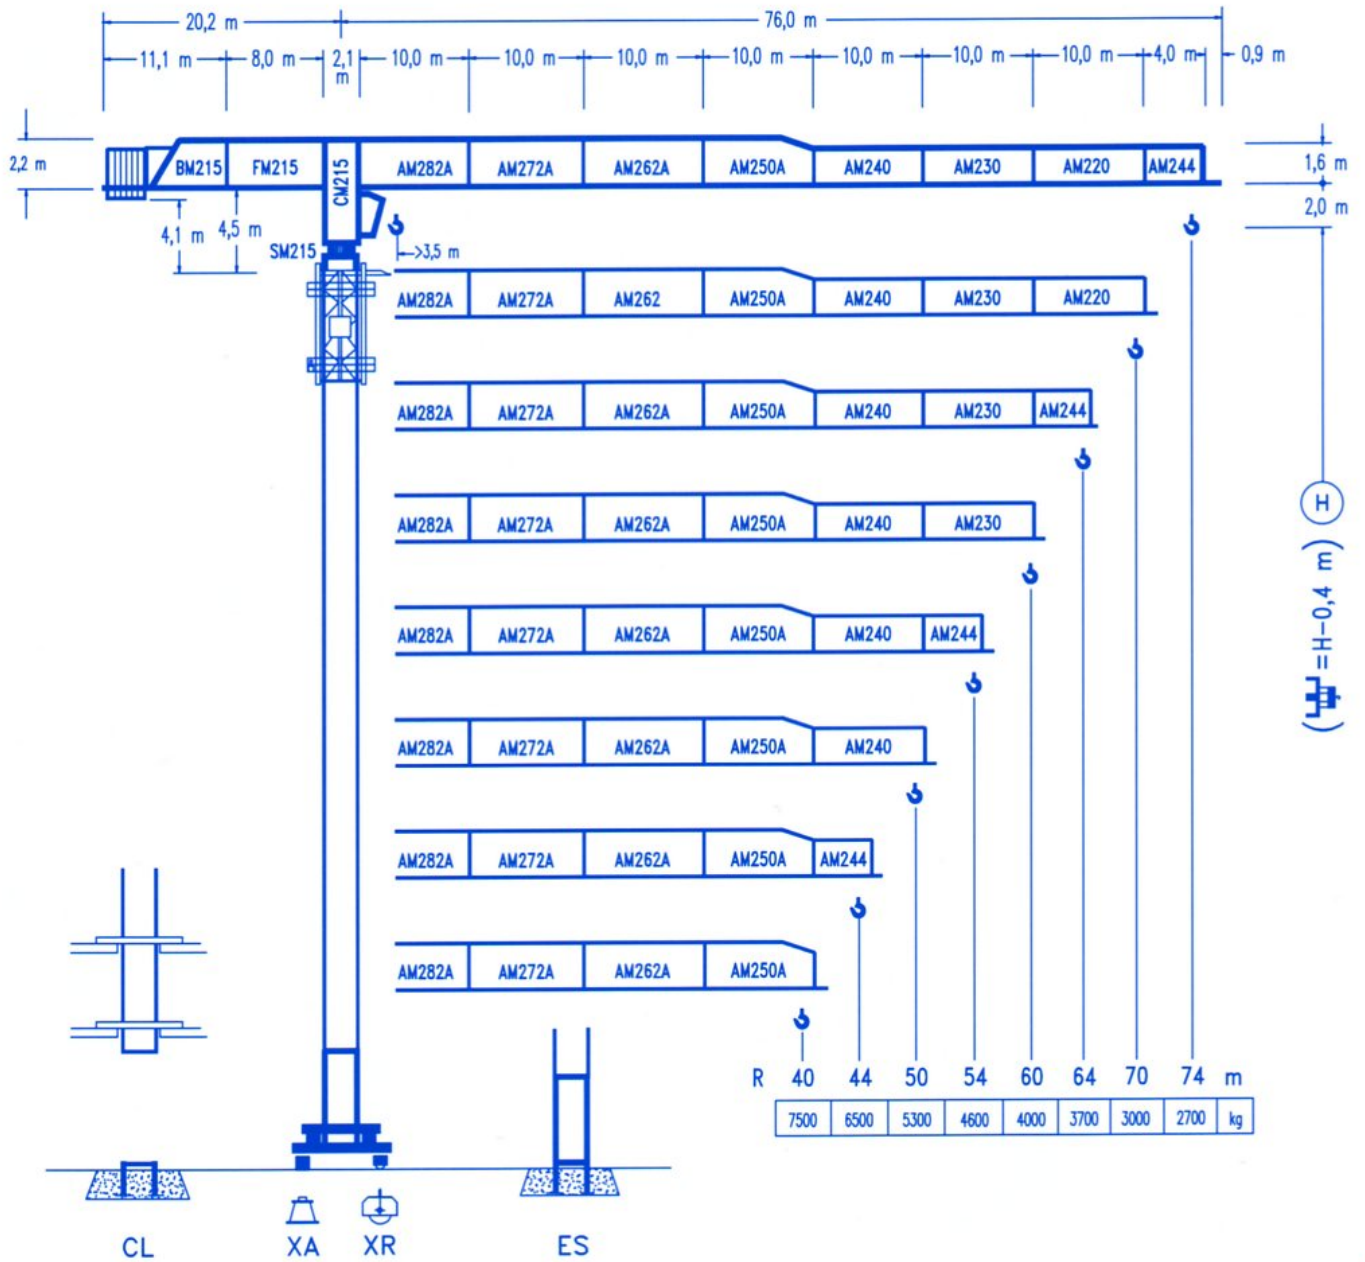 20,2 m 76,0 m
11,1 m 8,0 m 2,1 m 10,0 m 10,0 m 10,0 m 10,0 m 10,0 m 10,0 m 10,0 m 4,0 m 0,9 m
2,2 m BM215 FM215 CM215 AM282A AM272A AM262A AM250A AM240 AM230 AM220 AM244 1,6 m
4,1 m 4,5 m 2,0 m
SM215 >3,5 m
AM282A AM272A AM262 AM250A AM240 AM230 AM220
AM282A AM272A AM262A AM250A AM240 AM230 AM244
AM282A AM272A AM262A AM250A AM240 AM230
H
( =H-0,4 m )
AM282A AM272A AM262A AM250A AM240 AM244
AM282A AM272A AM262A AM250A AM240
AM282A AM272A AM262A AM250A AM244
AM282A AM272A AM262A AM250A
R 40 44 50 54 60 64 70 74 m
7500 6500 5300 4600 4000 3700 3000 2700 kg
CL XA XR ES